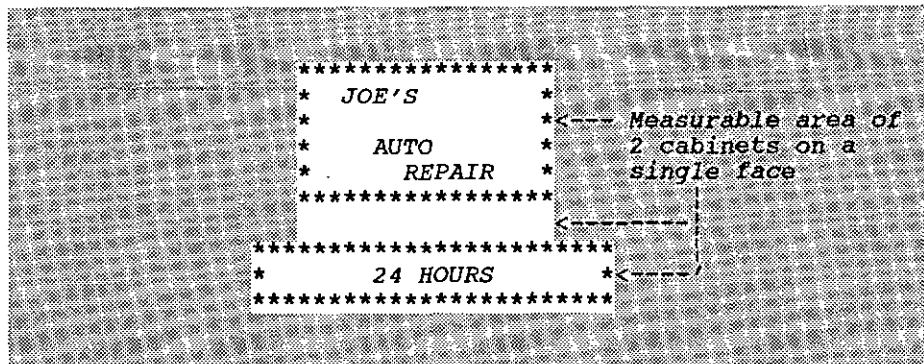 JOE'S
AUTO
REPAIR
Measurable area of
2 cabinets on a
single face
24 HOURS